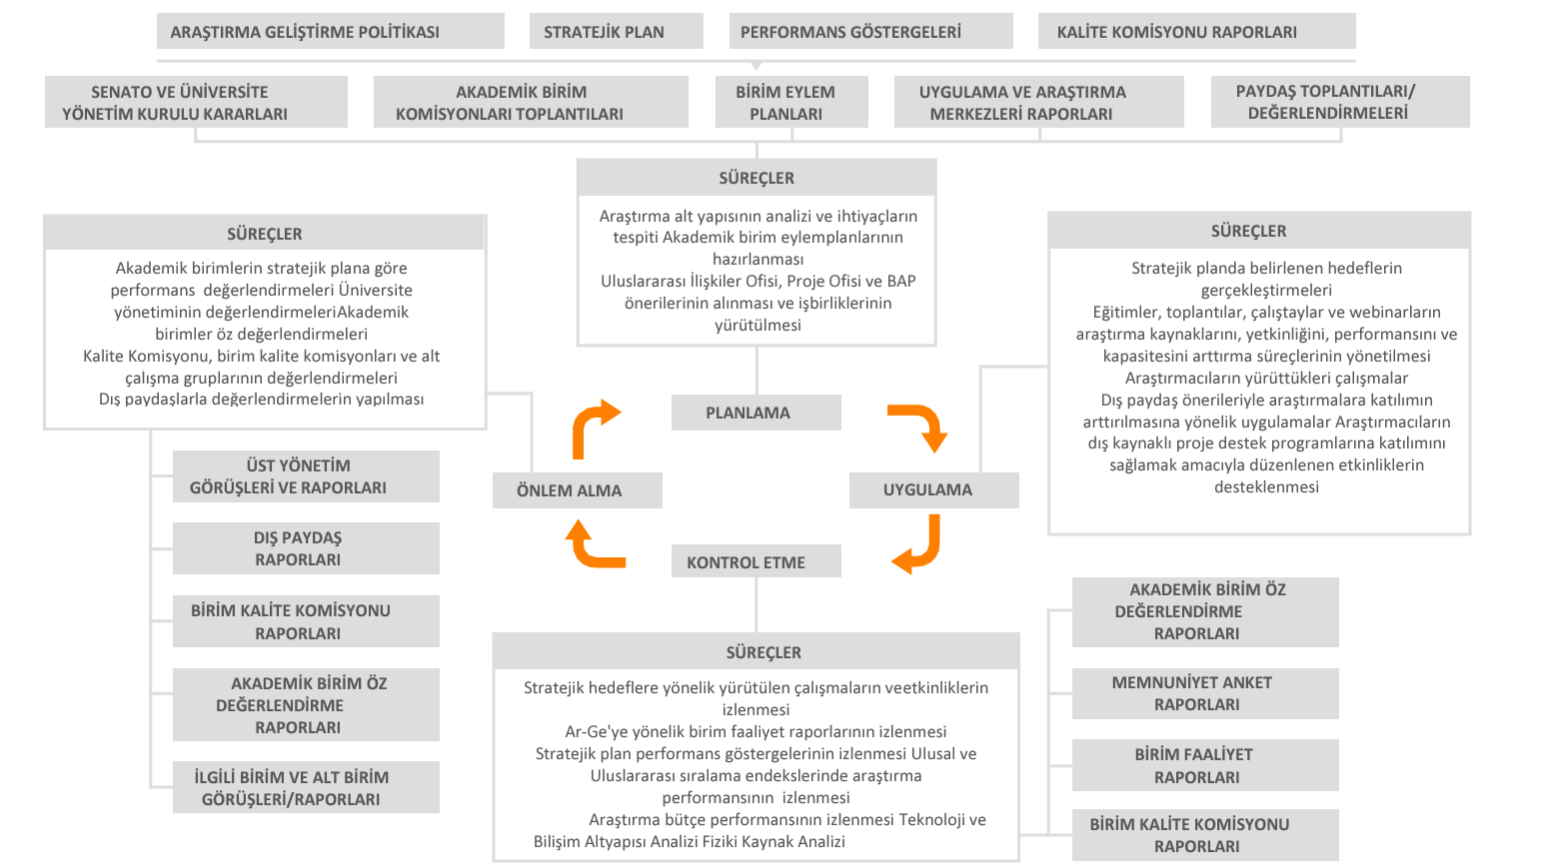 ARAŞTIRMA GELİŞTİRME POLİTİKASI
STRATEJİK PLAN
PERFORMANS GÖSTERGELERİ
KALİTE KOMİSYONU RAPORLARI
SENATO VE ÜNİVERSİTE
YÖNETİM KURULU KARARLARI
AKADEMİK BİRİM
KOMİSYONLARI TOPLANTILARI
BİRİM EYLEM
PLANLARI
UYGULAMA VE ARAŞTIRMA
MERKEZLERİ RAPORLARI
PAYDAŞ TOPLANTILARI/
DEĞERLENDİRMELERİ
SÜREÇLER
Araştırma alt yapısının analizi ve ihtiyaçların
tespiti Akademik birim eylemplanlarının
hazırlanması
Uluslararası İlişkiler Ofisi, Proje Ofisi ve BAP
önerilerinin alınması ve işbirliklerinin
yürütülmesi
SÜREÇLER
Akademik birimlerin stratejik plana göre
performans değerlendirmeleri Üniversite
yönetiminin değerlendirmeleriAkademik
birimler öz değerlendirmeleri
Kalite Komisyonu, birim kalite komisyonları ve alt
çalışma gruplarının değerlendirmeleri
Dış paydaşlarla değerlendirmelerin yapılması
SÜREÇLER
Stratejik planda belirlenen hedeflerin
gerçekleştirmeleri
Eğitimler, toplantılar, çalıştaylar ve webinarların
araştırma kaynaklarını, yetkinliğini, performansını ve
kapasitesini arttırma süreçlerinin yönetilmesi
Araştırmacıların yürüttükleri çalışmalar
Dış paydaş önerileriyle araştırmalara katılımın
arttırılmasına yönelik uygulamalar Araştırmacıların
dış kaynaklı proje destek programlarına katılımını
sağlamak amacıyla düzenlenen etkinliklerin
desteklenmesi
PLANLAMA
ÖNLEM ALMA
UYGULAMA
KONTROL ETME
ÜST YÖNETİM
GÖRÜŞLERİ VE RAPORLARI
DIŞ PAYDAŞ
RAPORLARI
BİRİM KALİTE KOMİSYONU
RAPORLARI
AKADEMİK BİRİM ÖZ
DEĞERLENDİRME
RAPORLARI
İLGİLİ BİRİM VE ALT BİRİM
GÖRÜŞLERİ/RAPORLARI
SÜREÇLER
Stratejik hedeflere yönelik yürütülen çalışmaların veetkinliklerin
izlenmesi
Ar-Ge'ye yönelik birim faaliyet raporlarının izlenmesi
Stratejik plan performans göstergelerinin izlenmesi Ulusal ve
Uluslararası sıralama endekslerinde araştırma
performansının izlenmesi
Araştırma bütçe performansının izlenmesi Teknoloji ve
Bilişim Altyapısı Analizi Fiziki Kaynak Analizi
AKADEMİK BİRİM ÖZ
DEĞERLENDİRME
RAPORLARI
MEMNUNİYET ANKET
RAPORLARI
BİRİM FAALİYET
RAPORLARI
BİRİM KALİTE KOMİSYONU
RAPORLARI